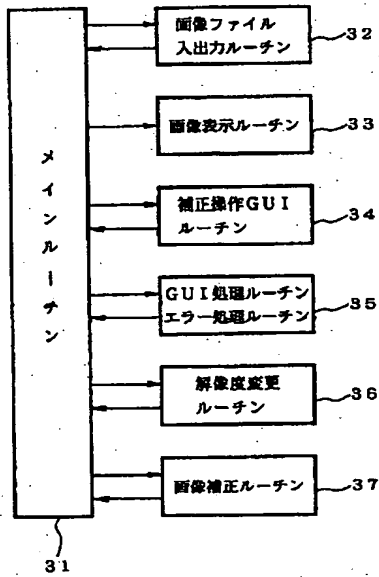 メインルーチン
31
画像ファイル
入出力ルーチン
32
画像表示ルーチン
33
補正操作GUI
ルーチン
34
GUI処理ルーチン
エラー処理ルーチン
35
解像度変更
ルーチン
36
画像補正ルーチン
37